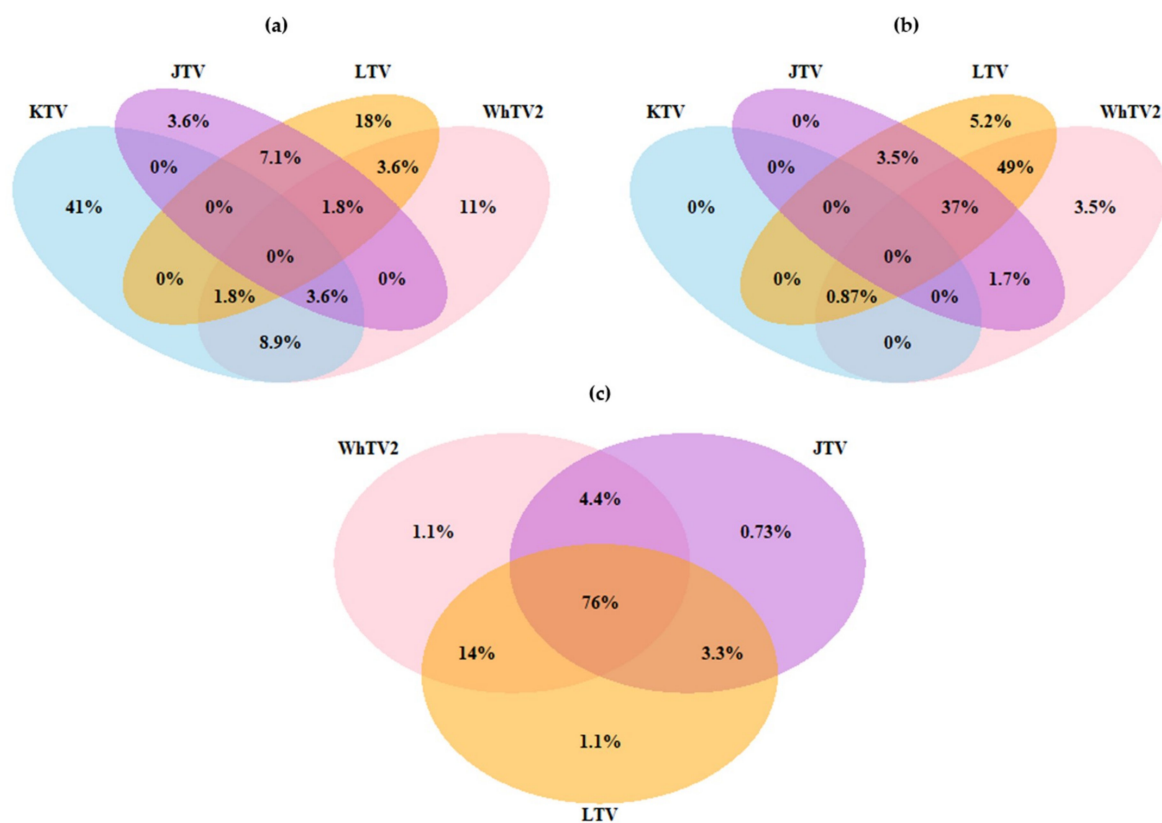 (a)
(b)
JTV
LTV
KTV
WhTV2
3.6%
18%
0%
7.1%
3.6%
41%
0%
1.8%
11%
0%
0%
0%
1.8%
3.6%
8.9%
JTV
LTV
KTV
WhTV2
0%
5.2%
0%
3.5%
49%
0%
0%
37%
3.5%
0%
0%
1.7%
0.87%
0%
0%
(c)
WhTV2
JTV
4.4%
1.1%
0.73%
76%
14%
3.3%
1.1%
LTV